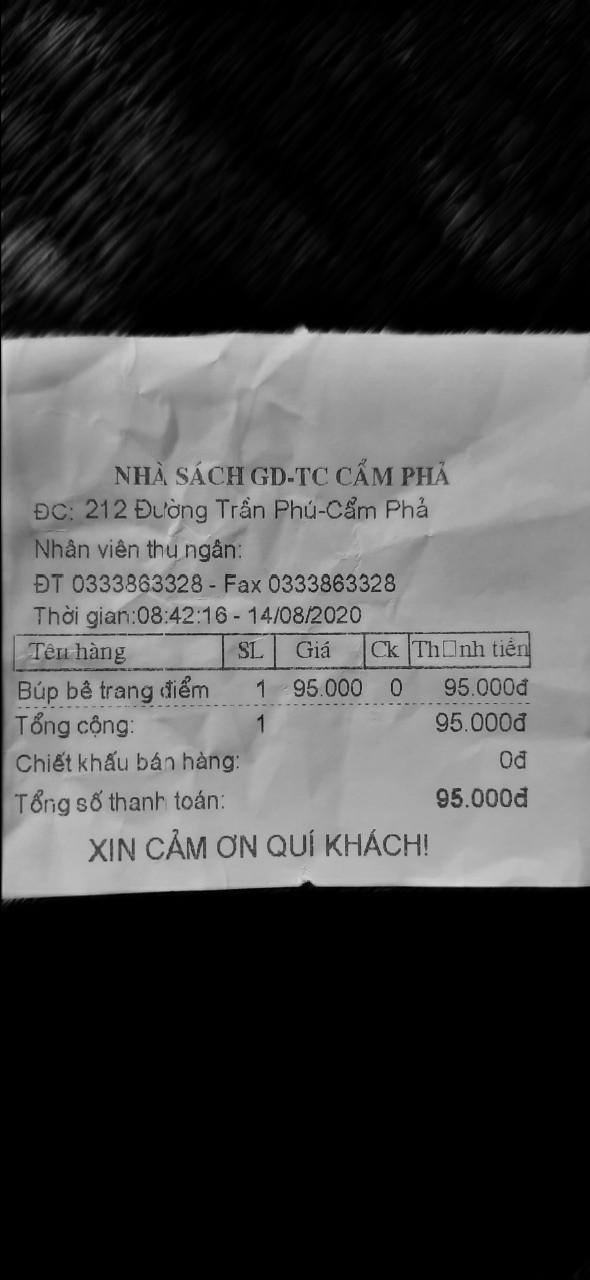 NHÀ SÁCH GD-TC CẨM PHẢ
ĐC: 212 Đường Trần Phú-Cẩm Phả
Nhân viên thu ngân:
ĐT 0333863328 - Fax 0333863328
Thời gian:08:42:16 - 14/08/2020
Tên hàng SL Giá Ck Th□nh tiền
Búp bê trang điểm 1 95.000 0 95.000đ
Tổng cộng: 1 95.000đ
Chiết khấu bán hàng: 0đ
Tổng số thanh toán: 95.000đ
XIN CẢM ƠN QUÍ KHÁCH!